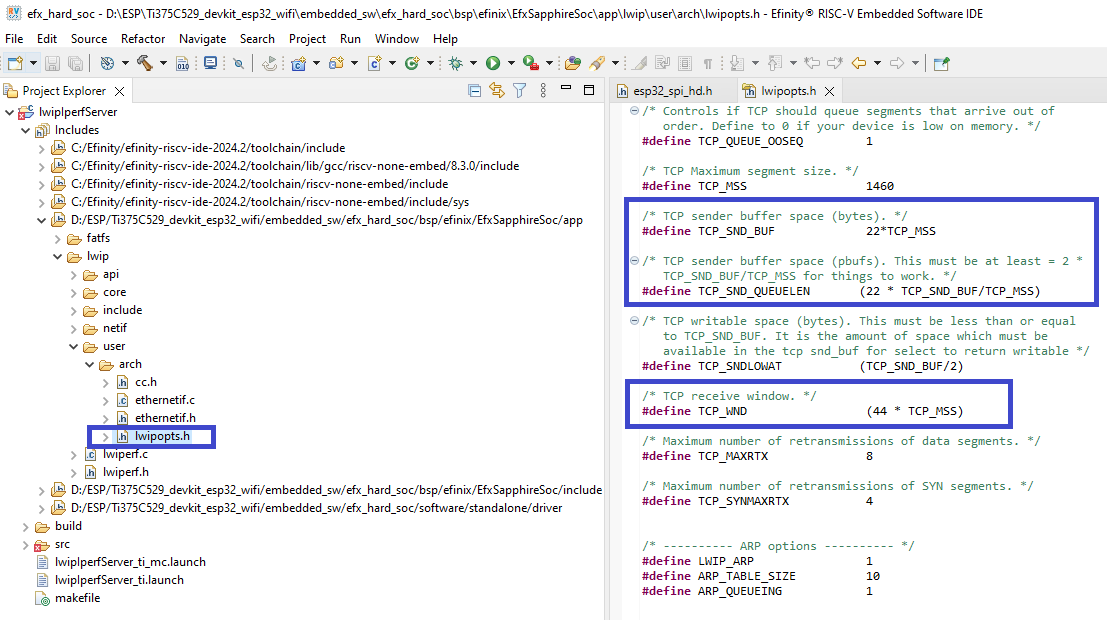 efx_hard_soc - D:\ESP\Ti375C529_devkit_esp32_wifi\embedded_sw\efx_hard_soc\bsp\efinix\EfxSapphireSoc\app\lwip\user\arch\lwipopts.h - Efinity® RISC-V Embedded Software IDE
File Edit Source Refactor Navigate Search Project Run Window Help
Project Explorer
lwipIperfServer
Includes
C:/Efinity/efinity-riscv-ide-2024.2/toolchain/include
C:/Efinity/efinity-riscv-ide-2024.2/toolchain/lib/gcc/riscv-none-embed/8.3.0/include
C:/Efinity/efinity-riscv-ide-2024.2/toolchain/riscv-none-embed/include
C:/Efinity/efinity-riscv-ide-2024.2/toolchain/riscv-none-embed/include/sys
D:/ESP/Ti375C529_devkit_esp32_wifi/embedded_sw/efx_hard_soc/bsp/efinix/EfxSapphireSoc/app
fatfs
lwip
api
core
include
netif
user
arch
cc.h
ethernetif.c
ethernetif.h
lwipopts.h
lwiperf.c
lwiperf.h
D:/ESP/Ti375C529_devkit_esp32_wifi/embedded_sw/efx_hard_soc/bsp/efinix/EfxSapphireSoc/include
D:/ESP/Ti375C529_devkit_esp32_wifi/embedded_sw/efx_hard_soc/software/standalone/driver
build
src
lwipIperfServer_ti_mc.launch
lwipIperfServer_ti.launch
makefile
esp32_spi_hd.h lwipopts.h
/* Controls if TCP should queue segments that arrive out of
order. Define to 0 if your device is low on memory. */
#define TCP_QUEUE_OOSEQ 1
/* TCP Maximum segment size. */
#define TCP_MSS 1460
/* TCP sender buffer space (bytes). */
#define TCP_SND_BUF 22*TCP_MSS
/* TCP sender buffer space (pbufs). This must be at least = 2 *
TCP_SND_BUF/TCP_MSS for things to work. */
#define TCP_SND_QUEUELEN (22 * TCP_SND_BUF/TCP_MSS)
/* TCP writable space (bytes). This must be less than or equal
to TCP_SND_BUF. It is the amount of space which must be
available in the tcp snd_buf for select to return writable */
#define TCP_SNDLOWAT (TCP_SND_BUF/2)
/* TCP receive window. */
#define TCP_WND (44 * TCP_MSS)
/* Maximum number of retransmissions of data segments. */
#define TCP_MAXRTX 8
/* Maximum number of retransmissions of SYN segments. */
#define TCP_SYNMAXRTX 4
/* ---------- ARP options ---------- */
#define LWIP_ARP 1
#define ARP_TABLE_SIZE 10
#define ARP_QUEUEING 1